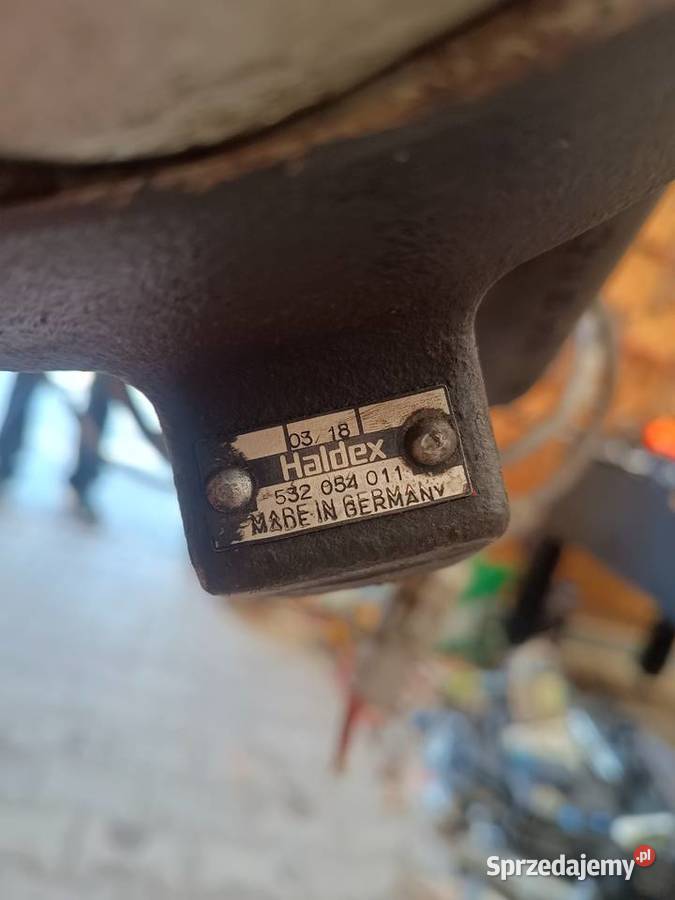 03/18
Haldex
532 054 011
MADE IN GERMANY
Sprzedajemy.pl